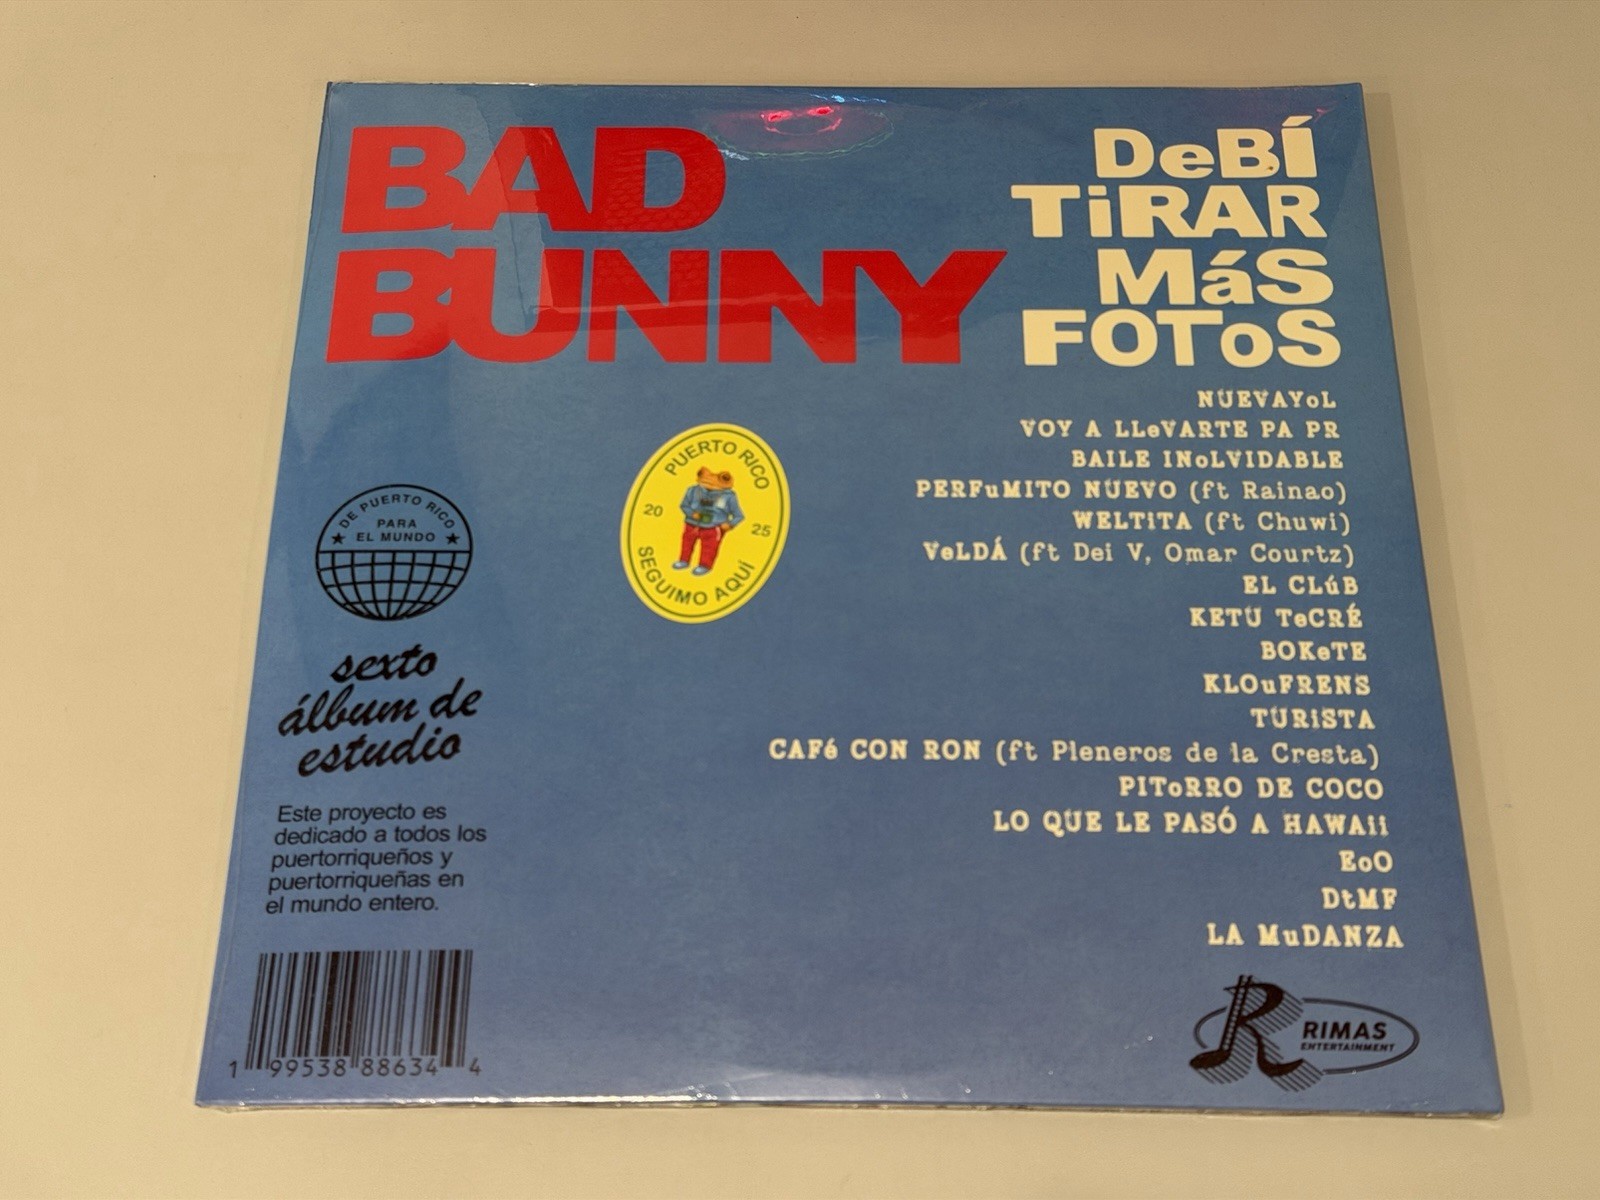 BAD
BUNNY
DeBÍ
TiRAR
MáS
FOToS
NUEVAYoL
VOY A LLeVARTE PA PR
BAILE INoLVIDABLE
PERFuMITO NUEVO (ft Rainao)
WELTiTA (ft Chuwi)
VeLDÁ (ft Dei V, Omar Courtz)
EL CLúB
KETU TeCRÉ
BOKeTE
KLOuFRENS
TURiSTA
CAFé CON RON (ft Pleneros de la Cresta)
PIToRRO DE COCO
LO QUE LE PASÓ A HAWAii
EoO
DtMF
LA MuDANZA
PUERTO RICO
20 25
SEGUIMO AQUÍ
DE PUERTO RICO
PARA
EL MUNDO
sexto
álbum de
estudio
Este proyecto es
dedicado a todos los
puertorriqueños y
puertorriqueñas en
el mundo entero.
1 99538 88634 4
R RIMAS
ENTERTAINMENT